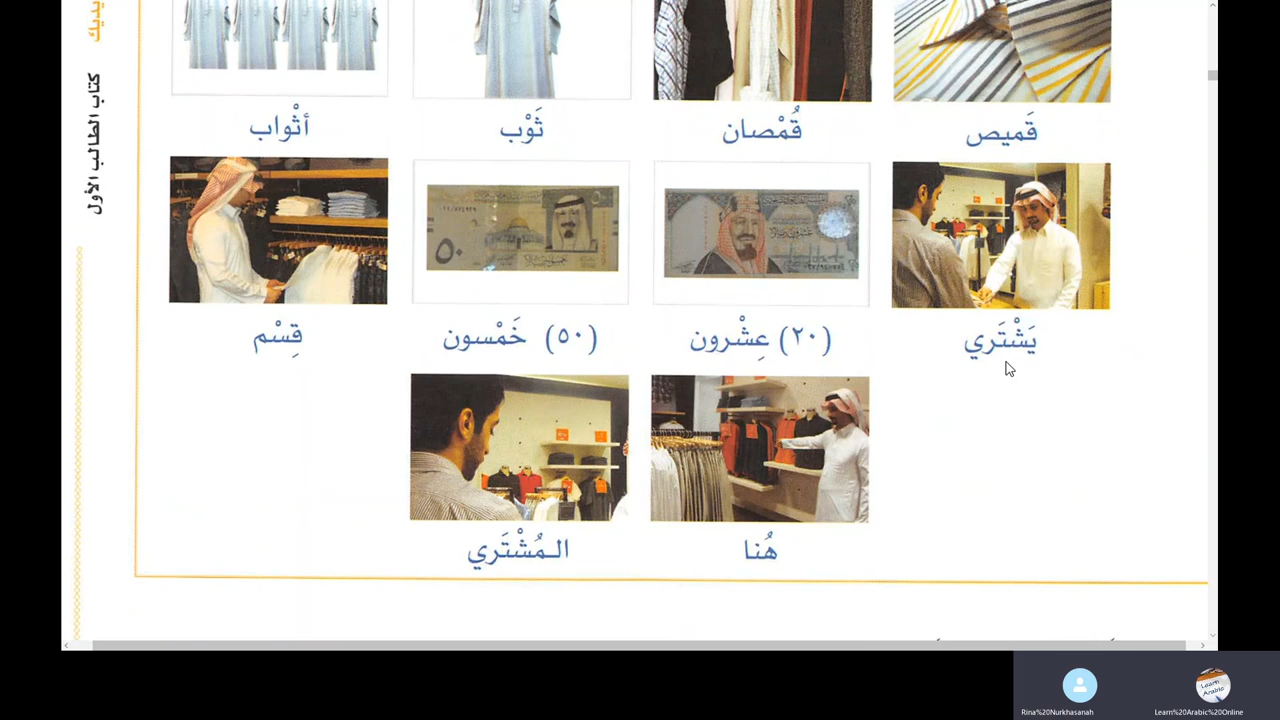 كتاب الطالب الأول
قَميص
قُمْصان
ثَوْب
أثْواب
يَشْتَري
(٢٠) عِشْرون
(٥٠) خَمْسون
قِسْم
هُنا
الـمُشْتَري
Rina%20Nurkhasanah
Learn%20Arabic%20Online